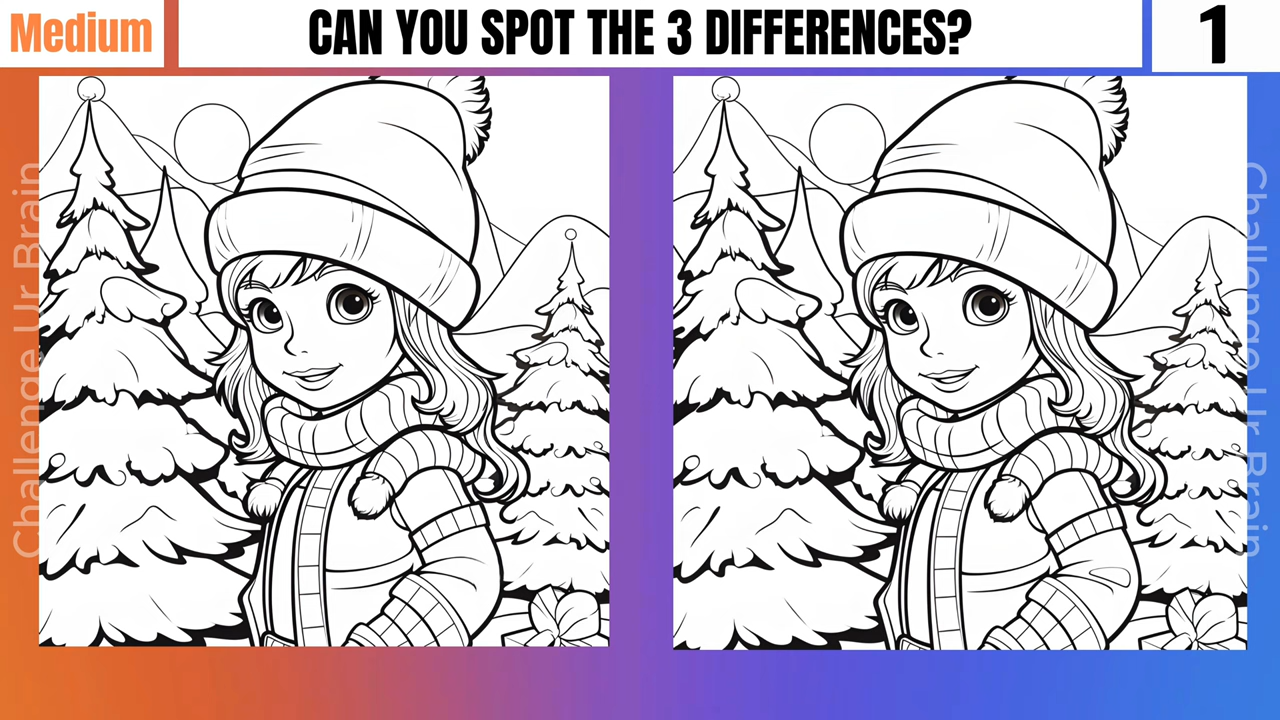 Medium
CAN YOU SPOT THE 3 DIFFERENCES?
1
Challenge Ur Brain
Challenge Ur Brain